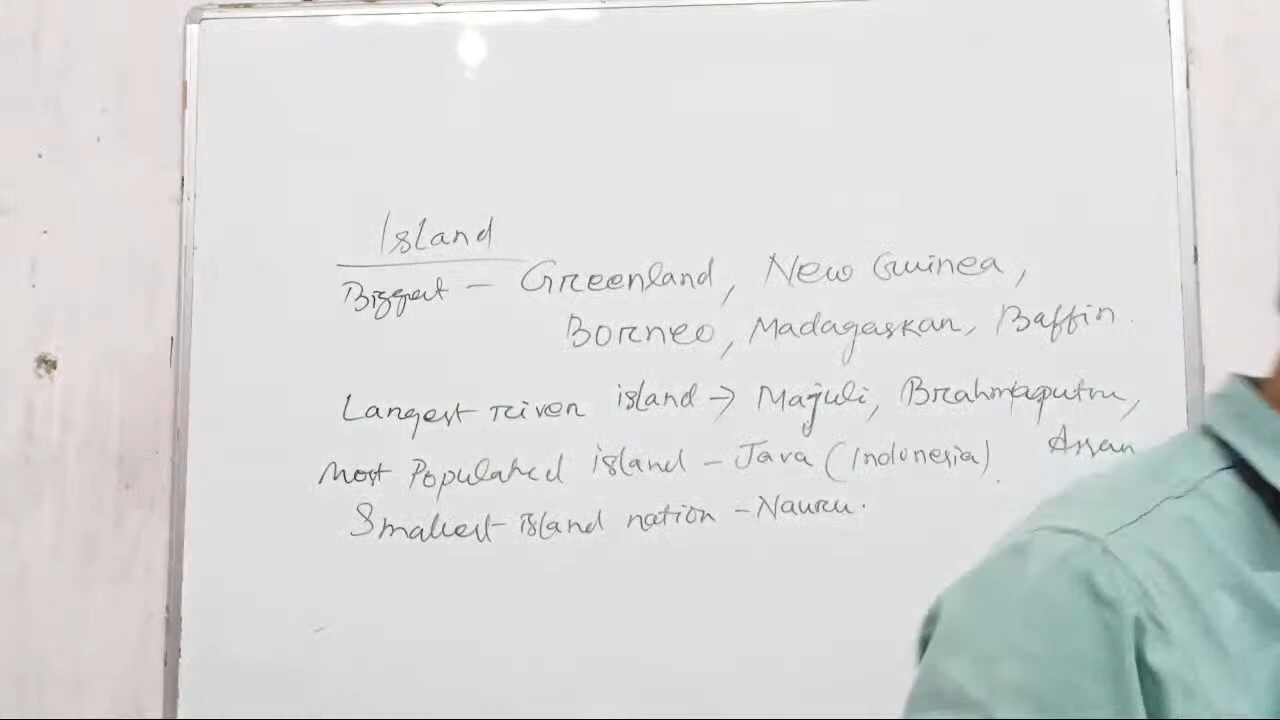 Island
Biggest - Greenland, New Guinea,
Borneo, Madagaskar, Baffin.
Largest river island → Majuli, Brahmaputra,
Assam
Most Populated island - Java (Indonesia).
Smallest island nation - Nauru.